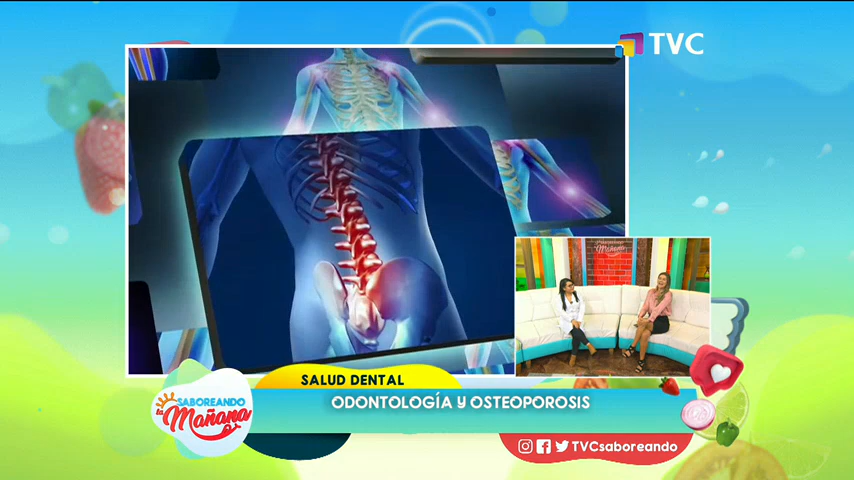 TVC
SALUD DENTAL
ODONTOLOGÍA Y OSTEOPOROSIS
SABOREANDO
Mañana
TVCsaboreando